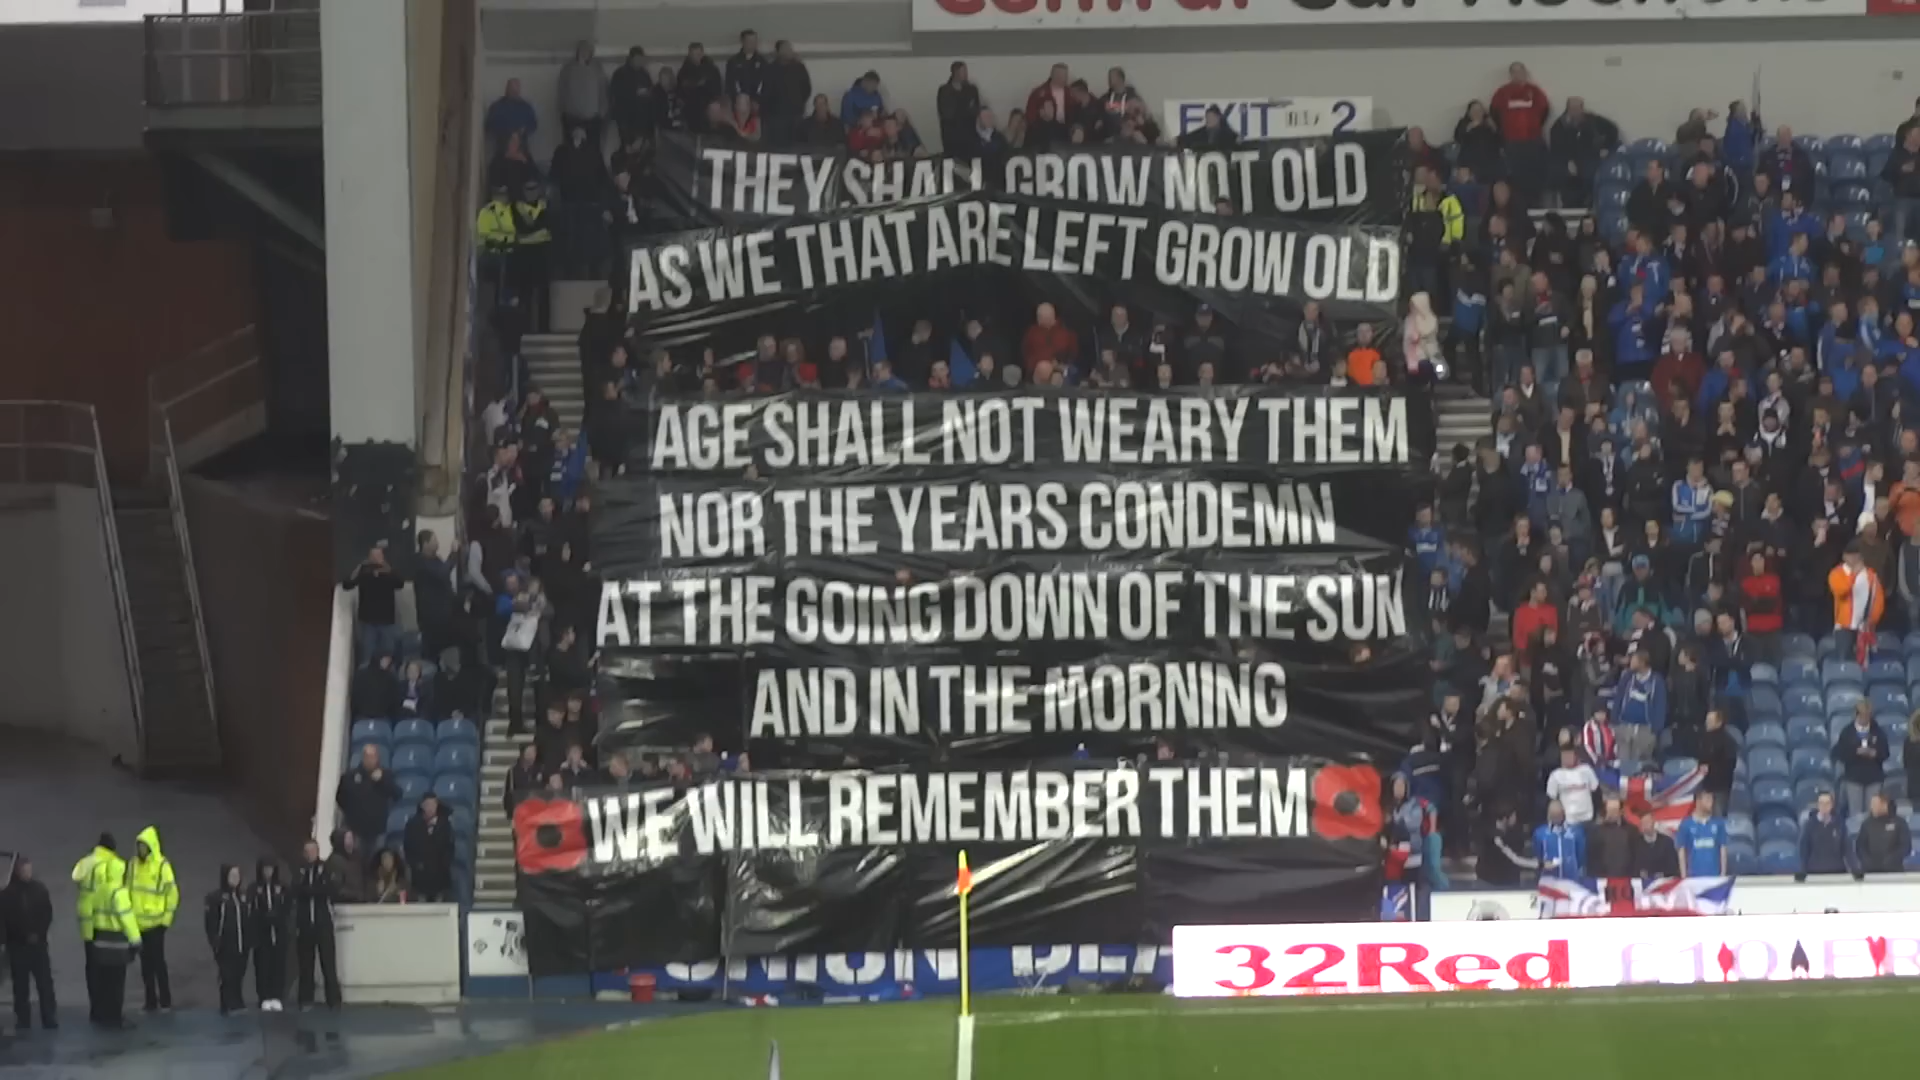 EXIT 2
THEY SHALL GROW NOT OLD
AS WE THAT ARE LEFT GROW OLD
AGE SHALL NOT WEARY THEM
NOR THE YEARS CONDEMN
AT THE GOING DOWN OF THE SUN
AND IN THE MORNING
WE WILL REMEMBER THEM
UNION
32Red £10